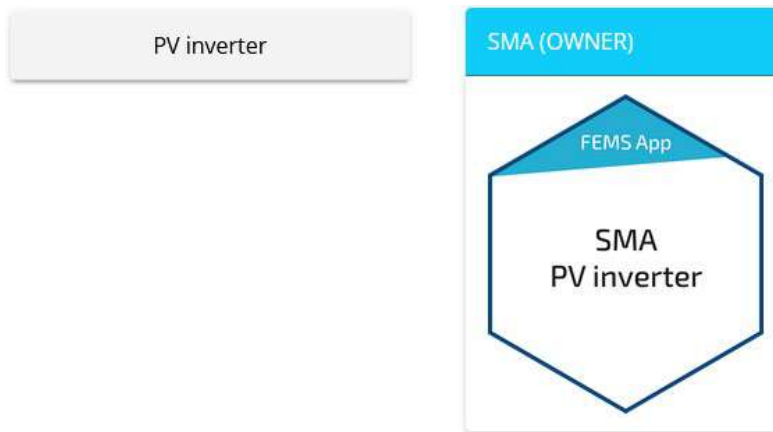 PV inverter
SMA (OWNER)
FEMS App
SMA
PV inverter